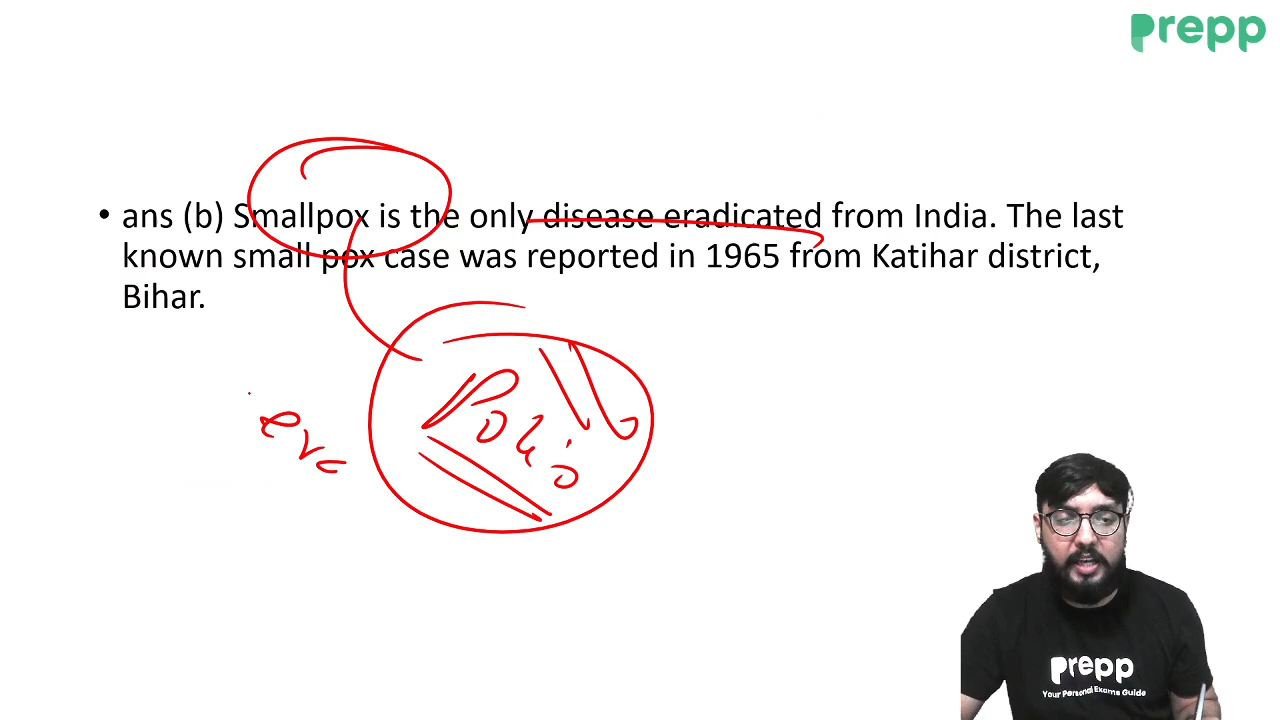 prepp
• ans (b) Smallpox is the only disease eradicated from India. The last
known small pox case was reported in 1965 from Katihar district,
Bihar.
Polio
prepp
Your Personal Exams Guide